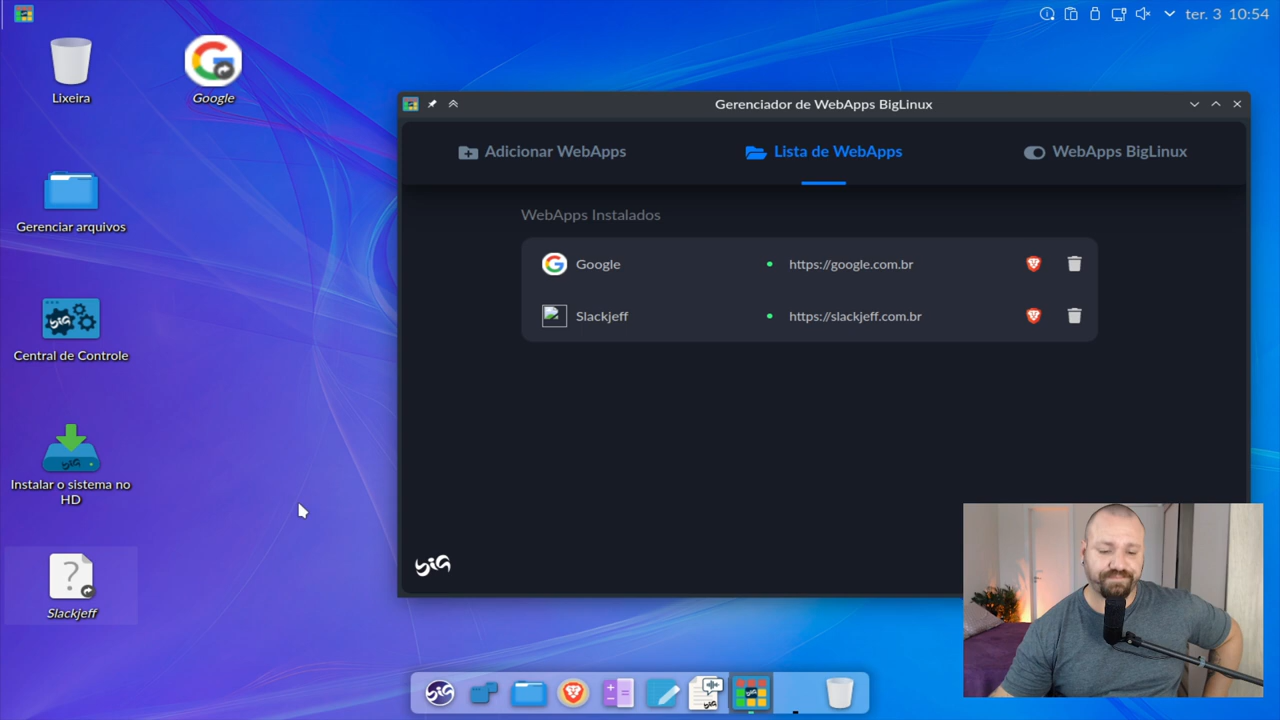 ter. 3 10:54
Lixeira
Google
Gerenciar arquivos
Central de Controle
Instalar o sistema no
HD
Slackjeff
Gerenciador de WebApps BigLinux
Adicionar WebApps
Lista de WebApps
WebApps BigLinux
WebApps Instalados
Google
https://google.com.br
Slackjeff
https://slackjeff.com.br
big